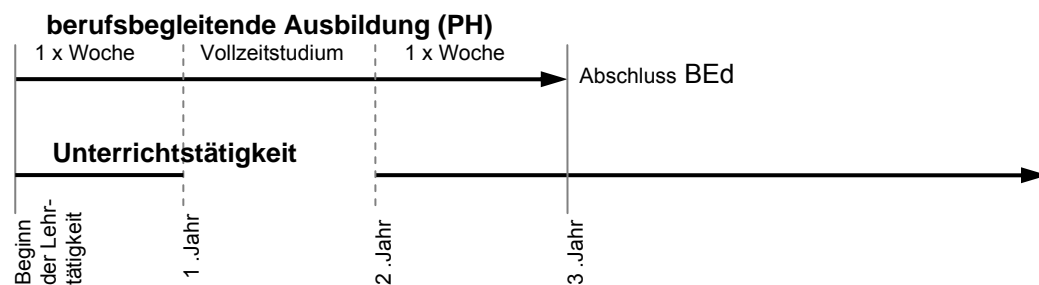 berufsbegleitende Ausbildung (PH)
1 x Woche
Vollzeitstudium
1 x Woche
Abschluss BEd
Unterrichtstätigkeit
Beginn
der Lehr-
tätigkeit
1 .Jahr
2 .Jahr
3 .Jahr